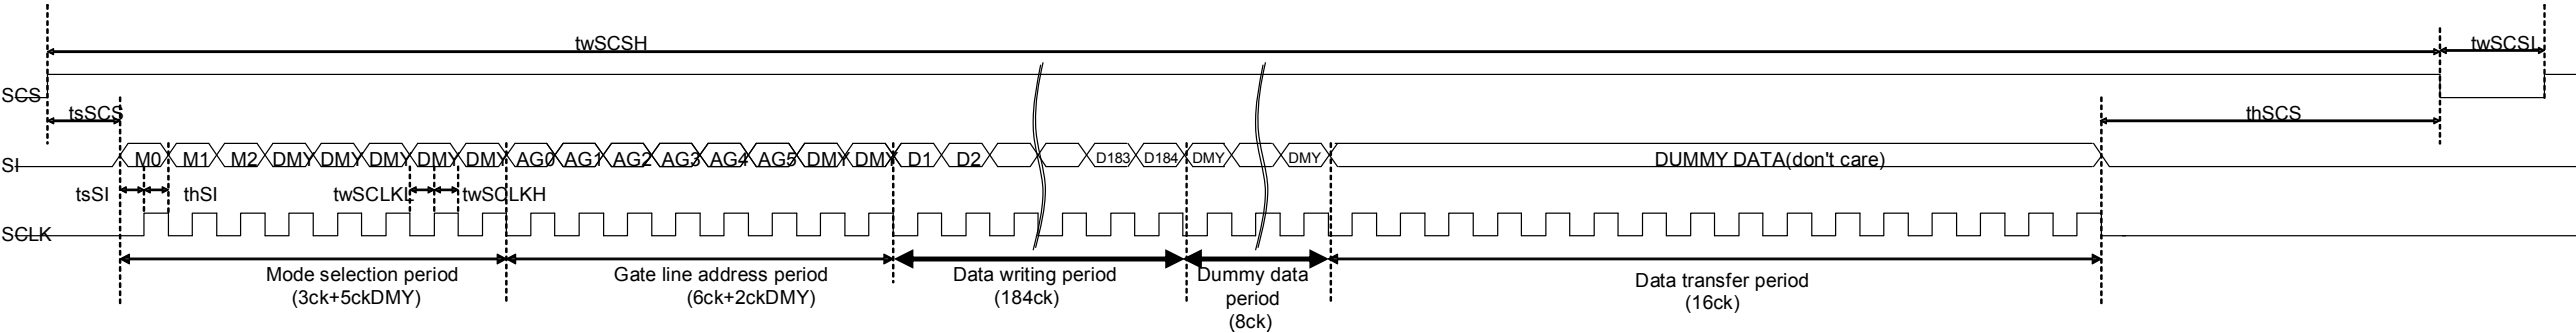 twSCSH
twSCSL
SCS
tsSCS
thSCS
SI
M0 M1 M2 DMY DMY DMY DMY DMY AG0 AG1 AG2 AG3 AG4 AG5 DMY DMY D1 D2 D183 D184 DMY DMY DUMMY DATA(don't care)
tsSI thSI twSCLKL twSCLKH
SCLK
Mode selection period
(3ck+5ckDMY)
Gate line address period
(6ck+2ckDMY)
Data writing period
(184ck)
Dummy data
period
(8ck)
Data transfer period
(16ck)